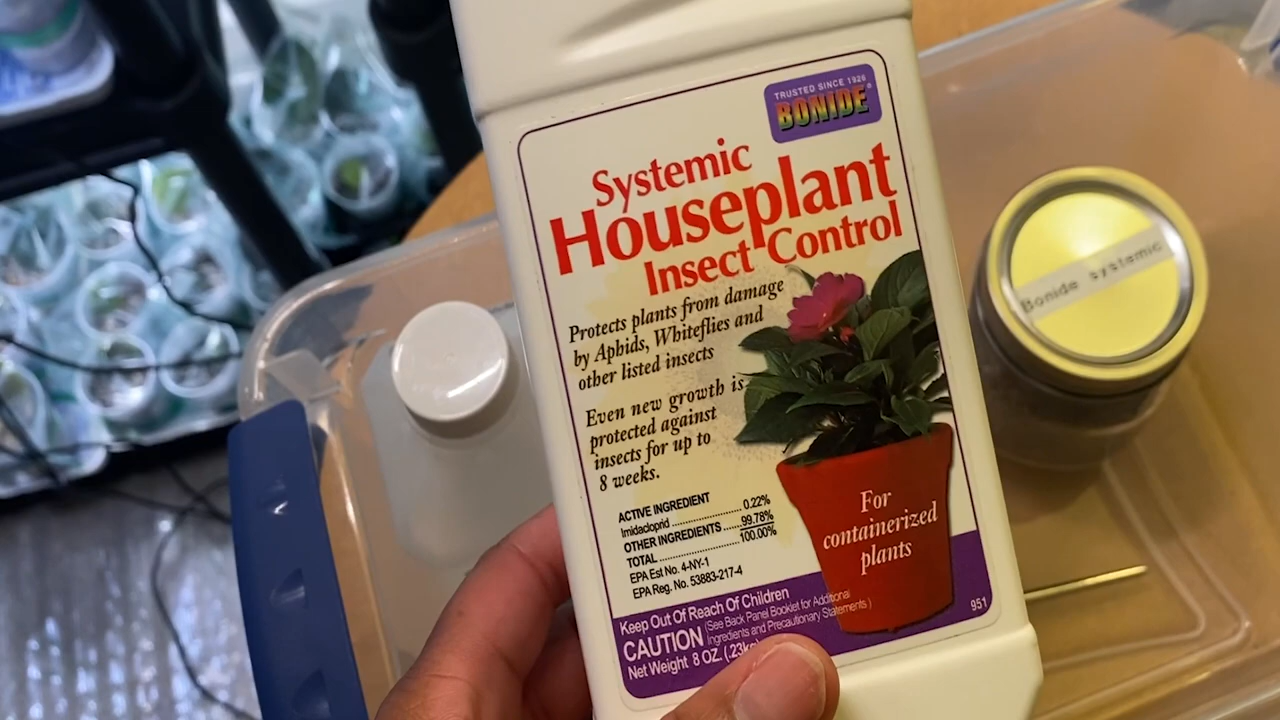 TRUSTED SINCE 1926
BONIDE®
Systemic
Houseplant
Insect Control
Protects plants from damage
by Aphids, Whiteflies and
other listed insects
Even new growth is
protected against
insects for up to
8 weeks.
ACTIVE INGREDIENT
Imidacloprid .................... 0.22%
OTHER INGREDIENTS ..... 99.78%
TOTAL ........................... 100.00%
EPA Est No. 4-NY-1
EPA Reg. No. 53883-217-4
For
containerized
plants
Keep Out Of Reach Of Children
CAUTION (See Back Panel Booklet for Additional
Ingredients and Precautionary Statements)
Net Weight 8 OZ. (.23kg)
951
Bonide systemic